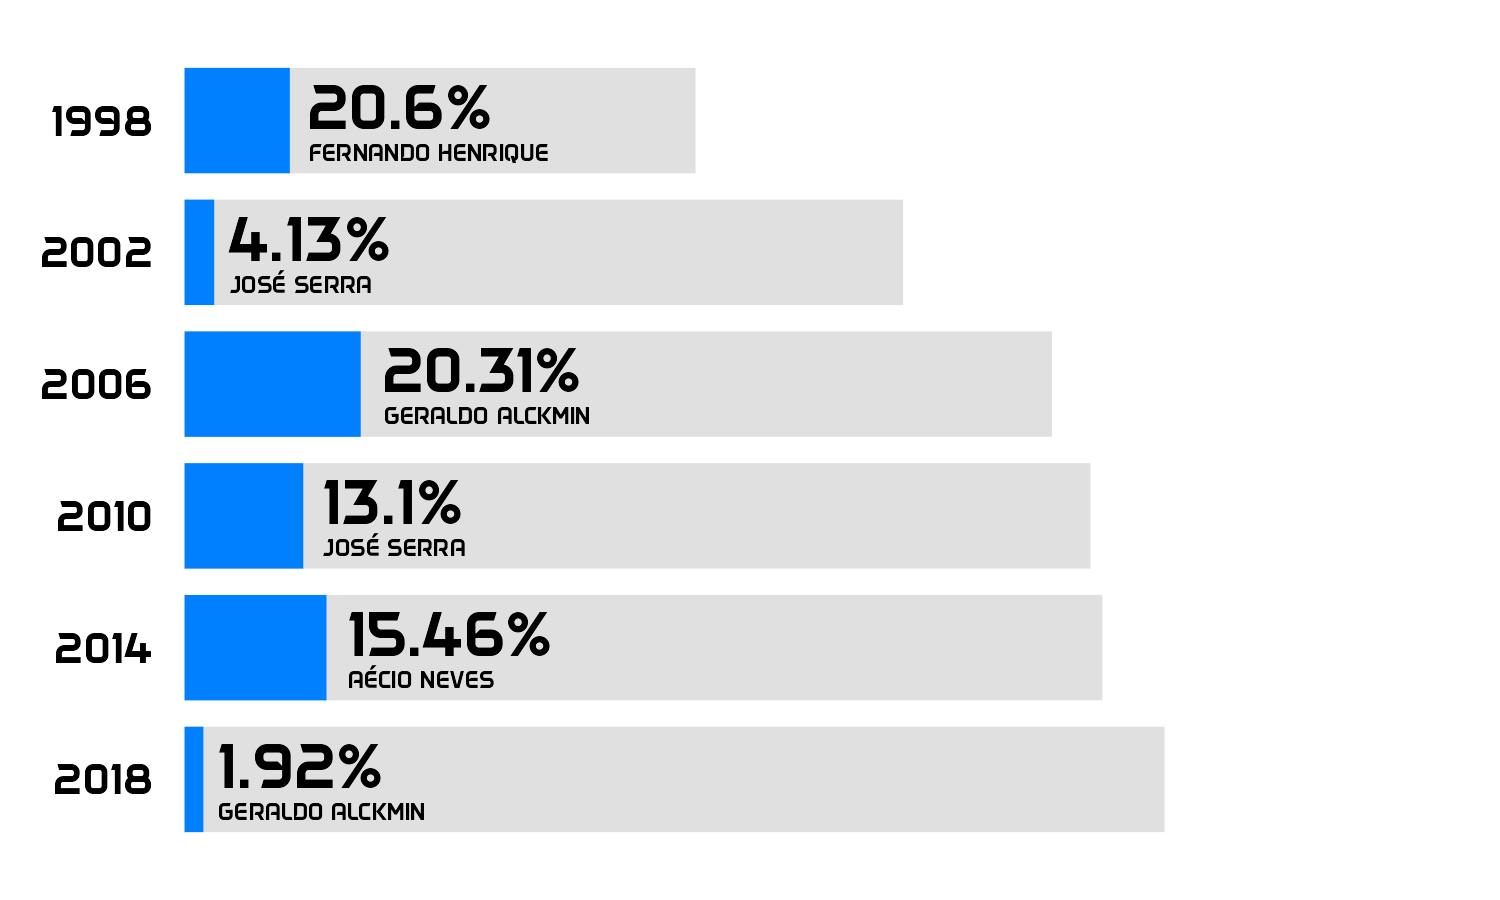 1998
20.6%
FERNANDO HENRIQUE
2002
4.13%
JOSÉ SERRA
2006
20.31%
GERALDO ALCKMIN
2010
13.1%
JOSÉ SERRA
2014
15.46%
AÉCIO NEVES
2018
1.92%
GERALDO ALCKMIN